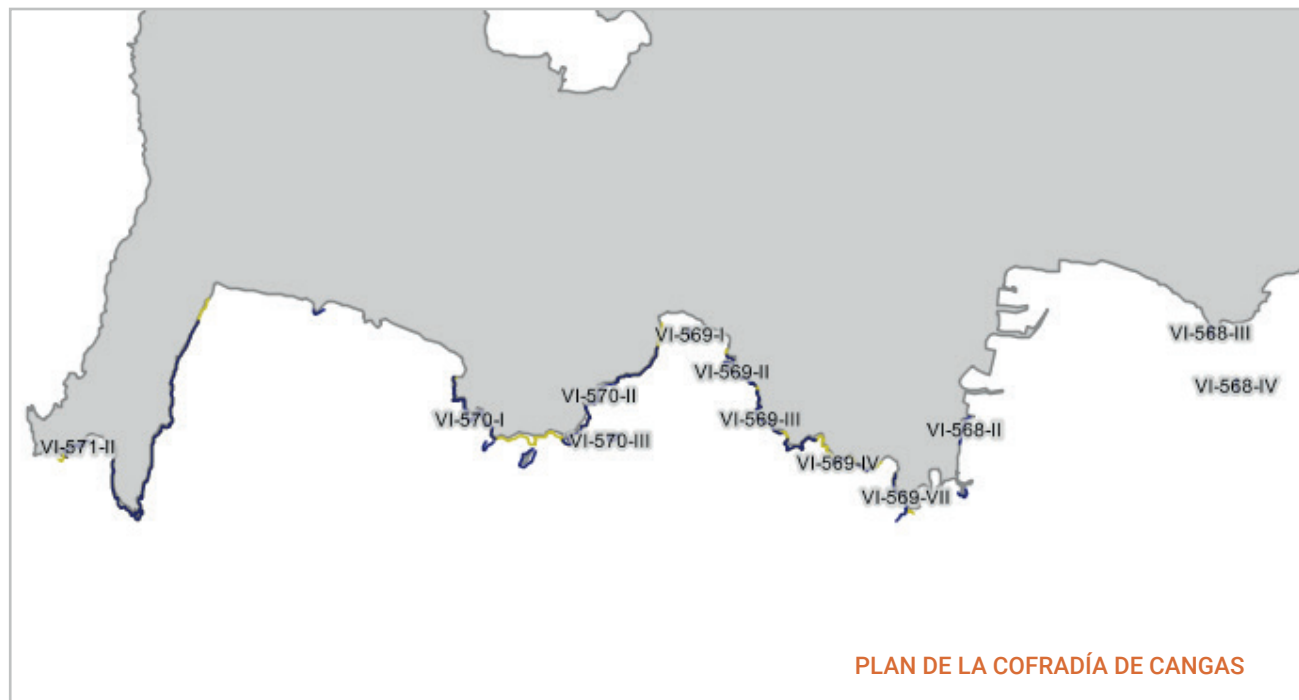 VI-569-I
VI-568-III
VI-569-II
VI-568-IV
VI-570-II
VI-570-I
VI-569-III
VI-568-II
VI-570-III
VI-571-II
VI-569-IV
VI-569-VII
PLAN DE LA COFRADÍA DE CANGAS